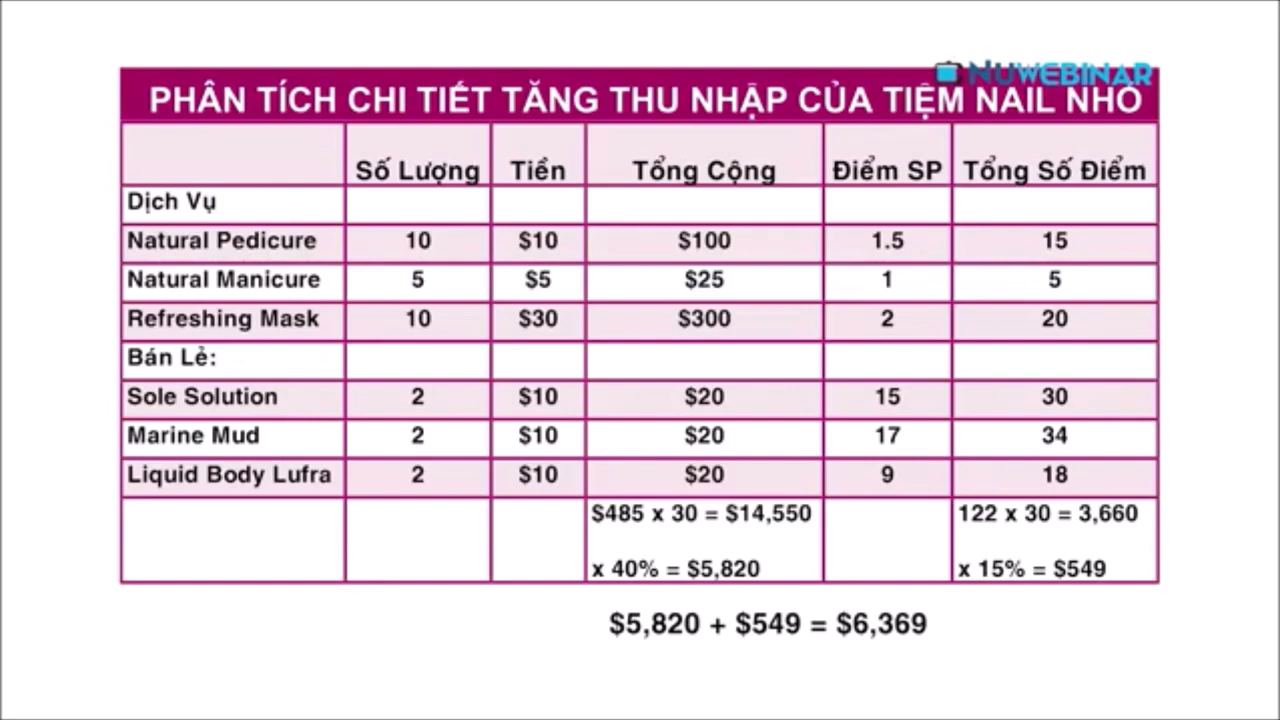 NUWEBINAR
PHÂN TÍCH CHI TIẾT TĂNG THU NHẬP CỦA TIỆM NAIL NHỎ
Số Lượng Tiền Tổng Cộng Điểm SP Tổng Số Điểm
Dịch Vụ
Natural Pedicure 10 $10 $100 1.5 15
Natural Manicure 5 $5 $25 1 5
Refreshing Mask 10 $30 $300 2 20
Bán Lẻ:
Sole Solution 2 $10 $20 15 30
Marine Mud 2 $10 $20 17 34
Liquid Body Lufra 2 $10 $20 9 18
$485 x 30 = $14,550 122 x 30 = 3,660
x 40% = $5,820 x 15% = $549
$5,820 + $549 = $6,369